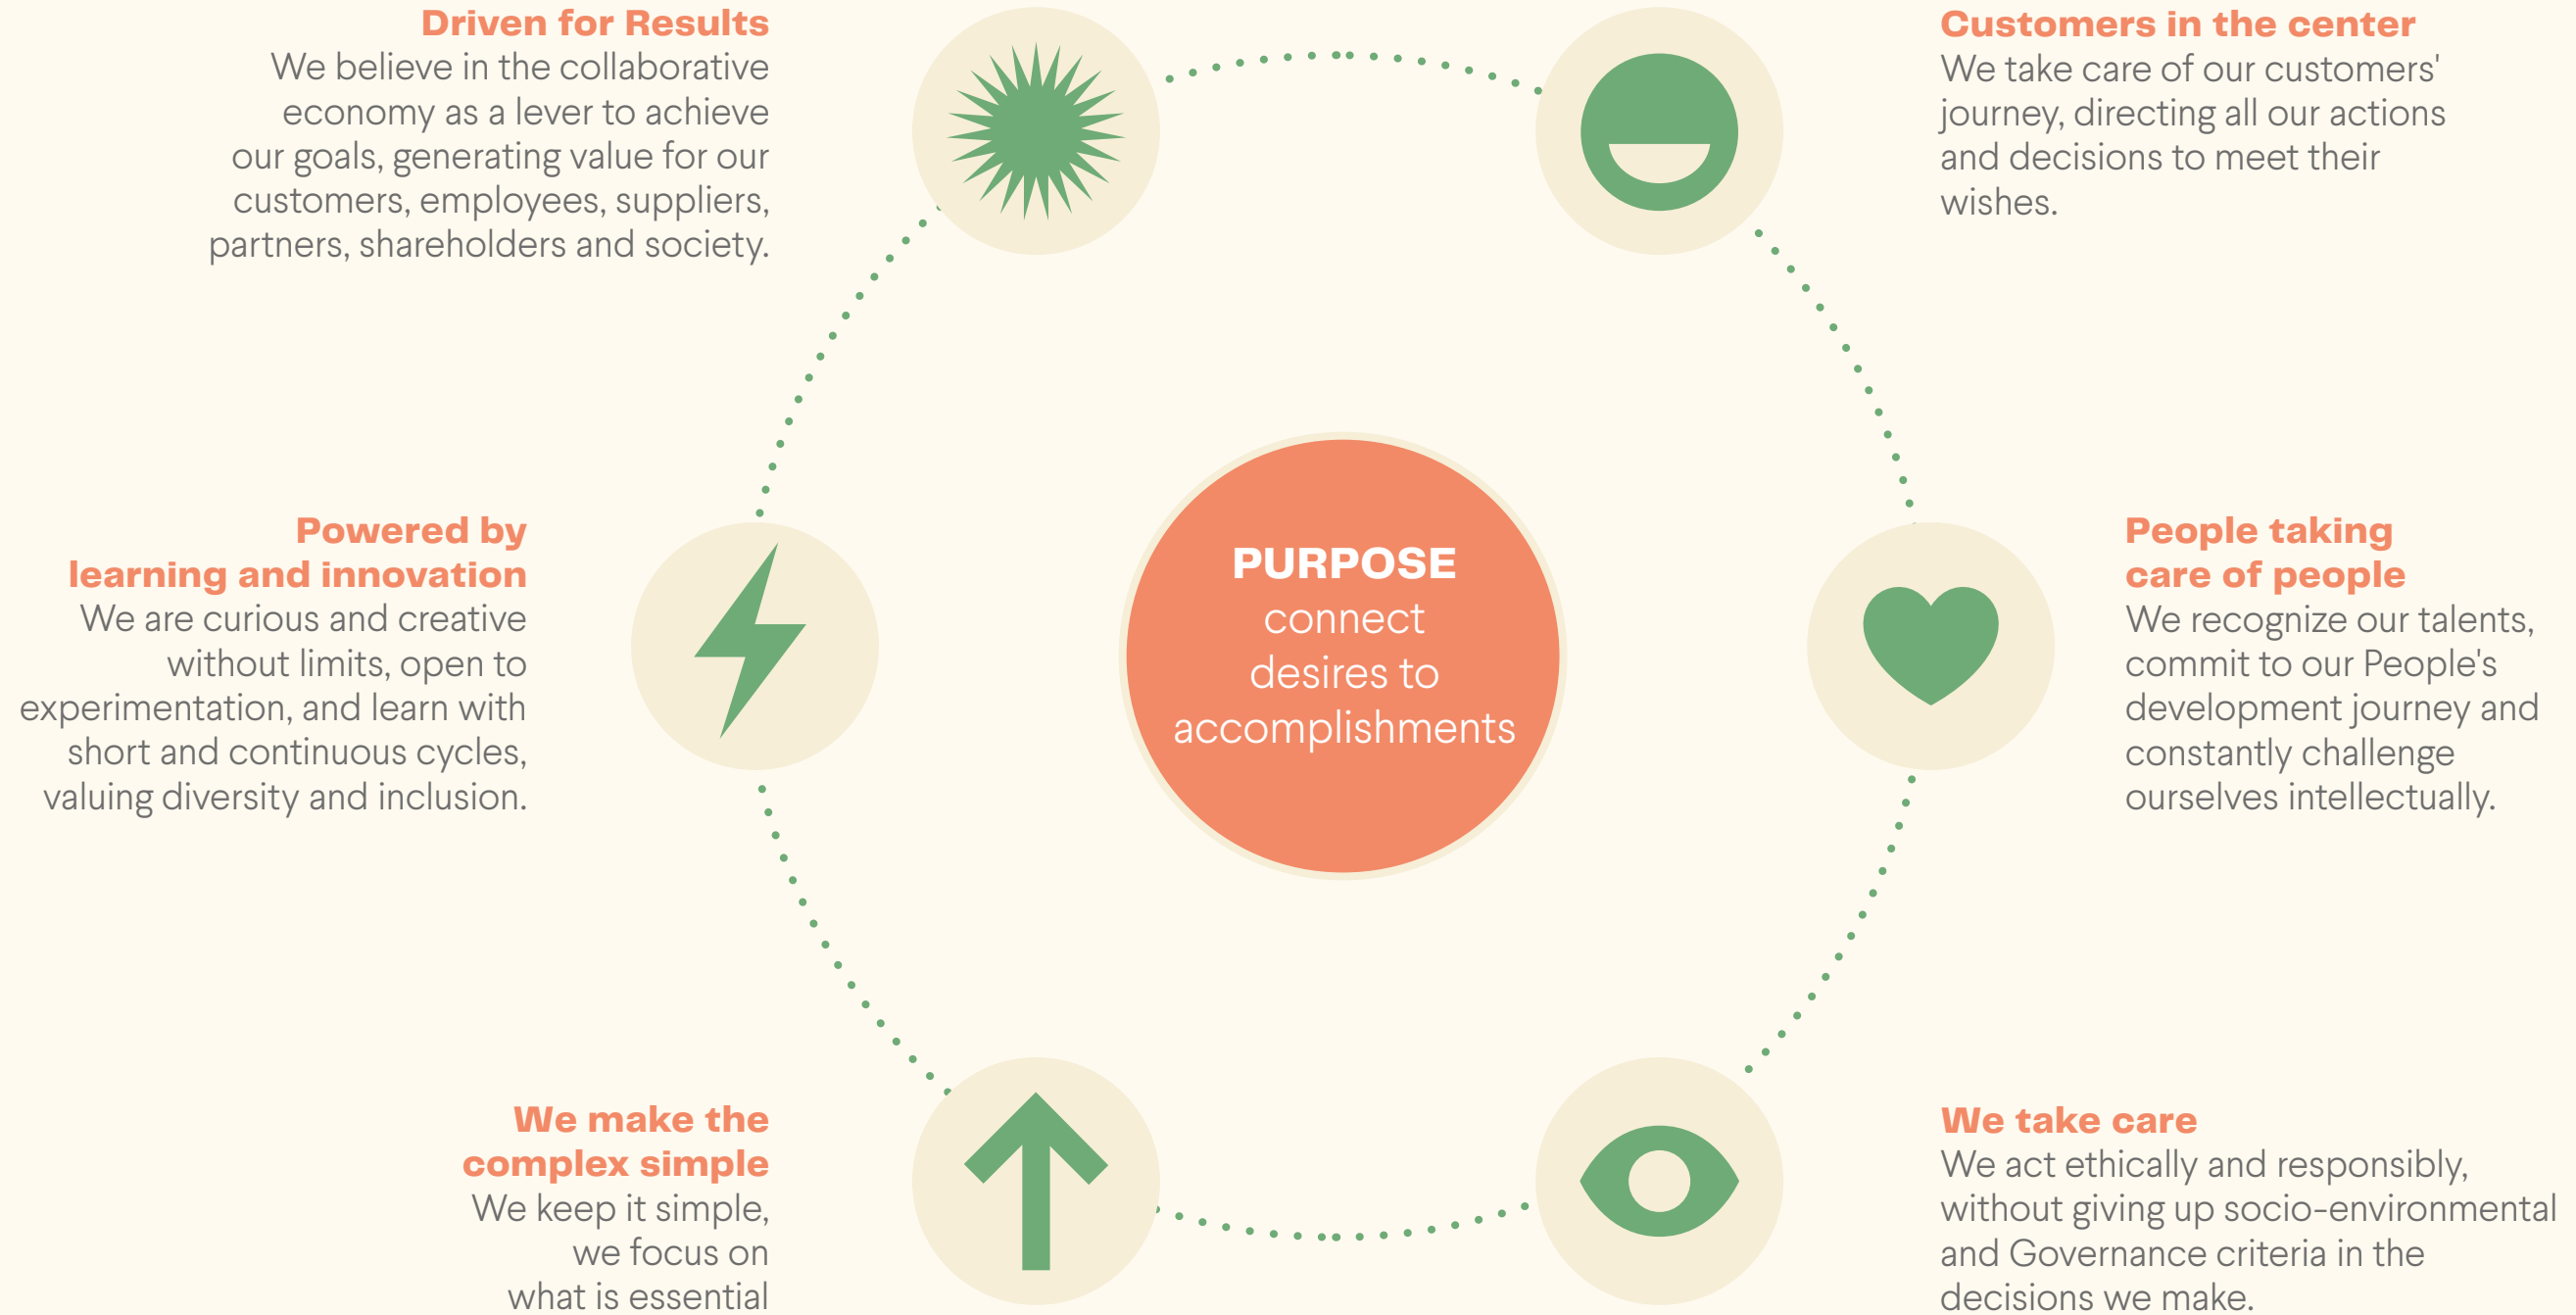 Driven for Results
We believe in the collaborative
economy as a lever to achieve
our goals, generating value for our
customers, employees, suppliers,
partners, shareholders and society.
Customers in the center
We take care of our customers'
journey, directing all our actions
and decisions to meet their
wishes.
Powered by
learning and innovation
We are curious and creative
without limits, open to
experimentation, and learn with
short and continuous cycles,
valuing diversity and inclusion.
PURPOSE
connect
desires to
accomplishments
People taking
care of people
We recognize our talents,
commit to our People's
development journey and
constantly challenge
ourselves intellectually.
We make the
complex simple
We keep it simple,
we focus on
what is essential
We take care
We act ethically and responsibly,
without giving up socio-environmental
and Governance criteria in the
decisions we make.